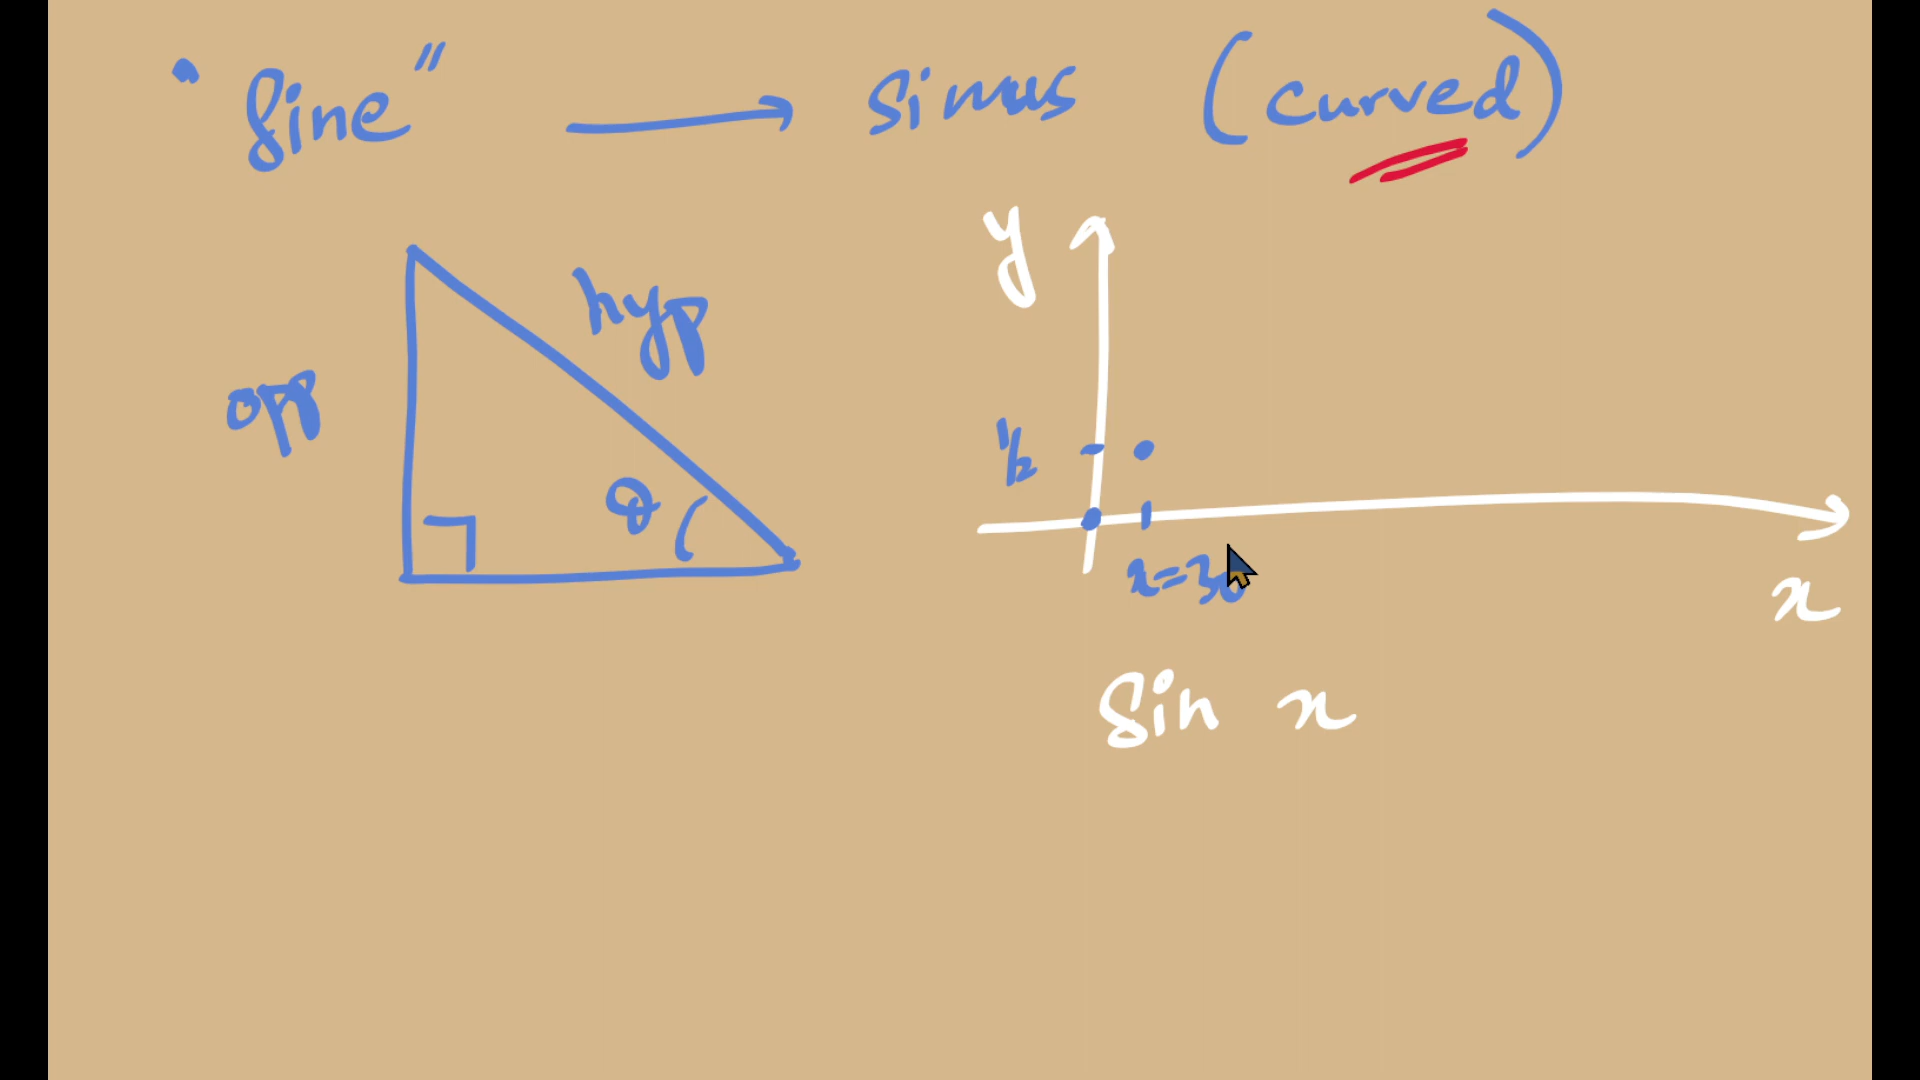 "Sine" → Sinus (curved)
y
hyp
opp
1/2
θ
x=30
x
Sin x